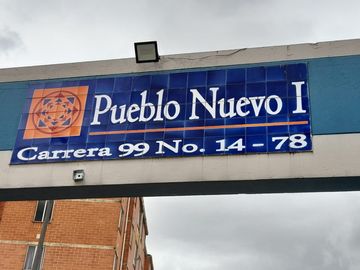 Pueblo Nuevo I
Carrera 99 No. 14 - 78